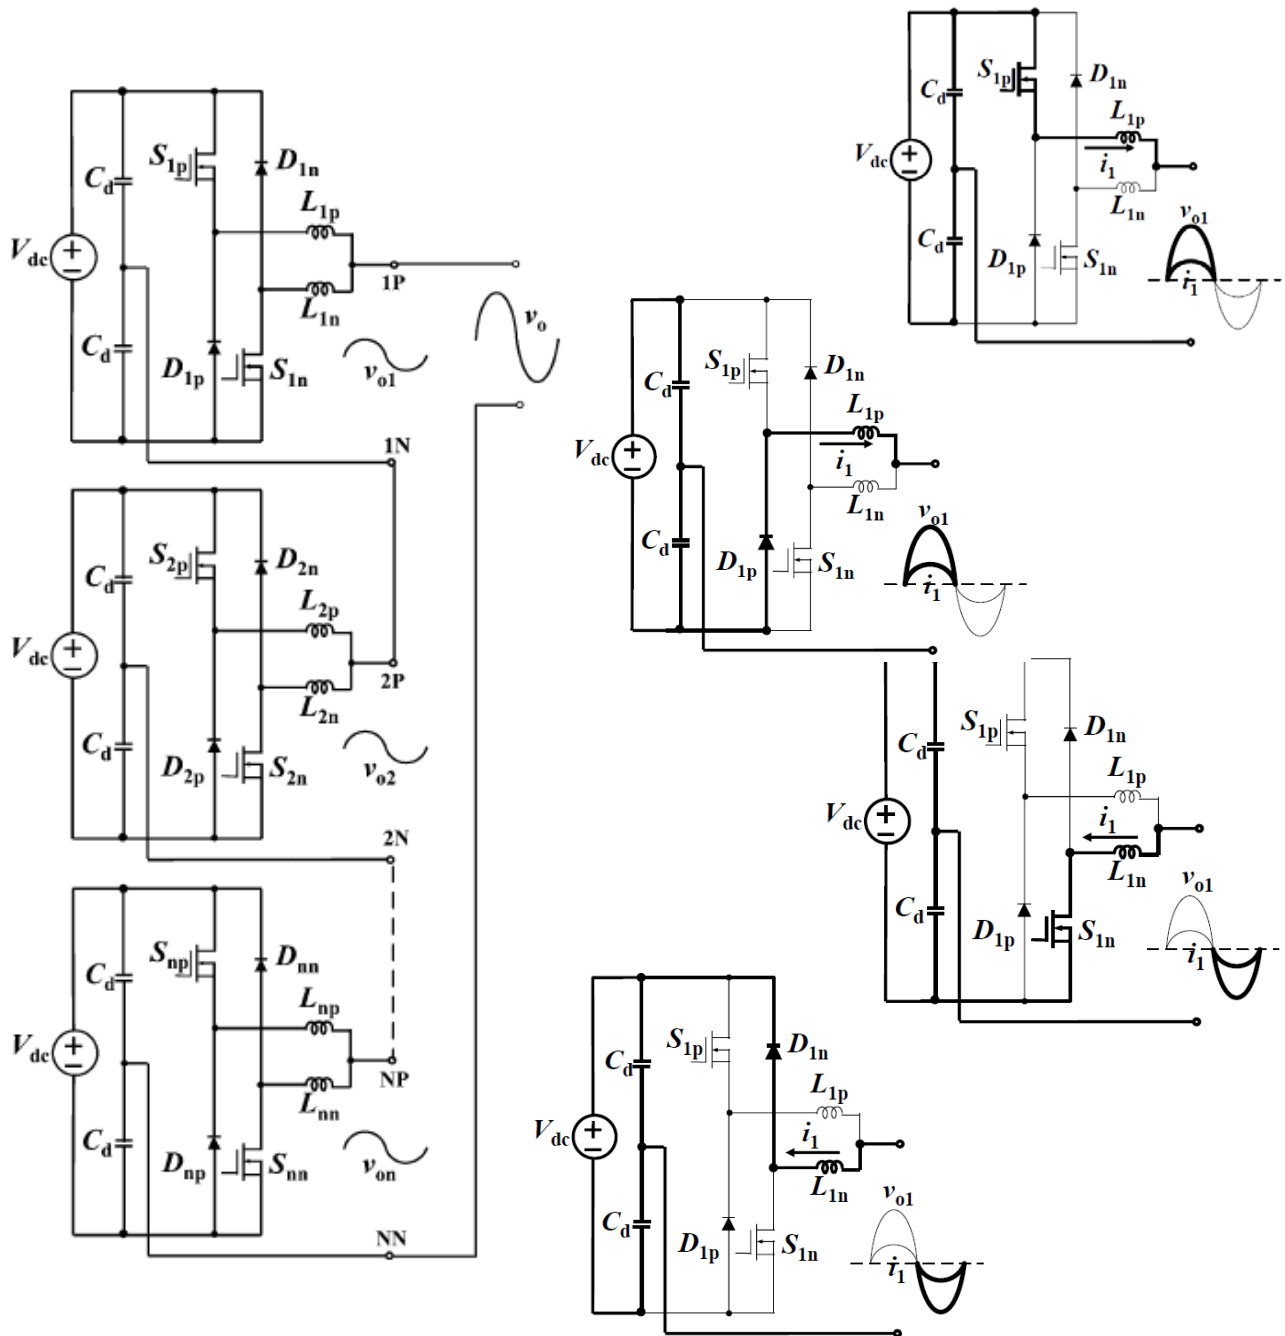 S1p
D1n
Cd
L1p
Vdc
i1
L1n
vo1
Cd
D1p
S1n
i1
S1p
D1n
Cd
L1p
Vdc
1P
L1n
vo
Cd
D1p
S1n
vo1
1N
S1p
D1n
Cd
L1p
Vdc
i1
L1n
vo1
Cd
D1p
S1n
i1
S2p
D2n
Cd
L2p
Vdc
2P
L2n
Cd
D2p
S2n
vo2
2N
S1p
D1n
Cd
L1p
Vdc
i1
L1n
vo1
Cd
D1p
S1n
i1
Snp
Dnn
Cd
Lnp
Vdc
NP
Lnn
Cd
Dnp
Snn
von
NN
S1p
D1n
Cd
L1p
Vdc
i1
L1n
vo1
Cd
D1p
S1n
i1